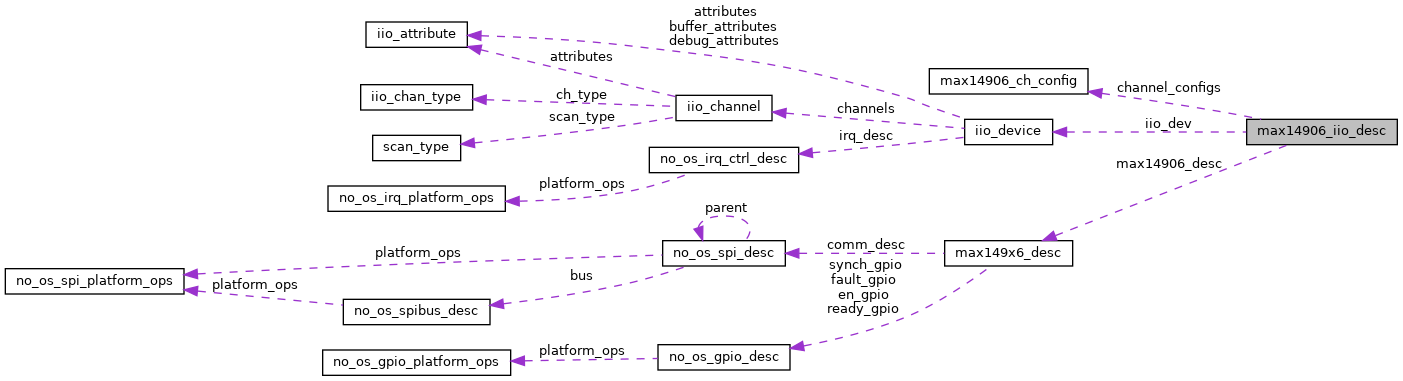 attributes
buffer_attributes
debug_attributes
iio_attribute
attributes
max14906_ch_config
channel_configs
iio_chan_type
ch_type
iio_channel
channels
scan_type
iio_device
iio_dev
max14906_iio_desc
irq_desc
scan_type
no_os_irq_ctrl_desc
max14906_desc
platform_ops
no_os_irq_platform_ops
parent
platform_ops
no_os_spi_desc
comm_desc
max149x6_desc
synch_gpio
fault_gpio
en_gpio
ready_gpio
bus
no_os_spi_platform_ops
platform_ops
no_os_spibus_desc
no_os_gpio_platform_ops
platform_ops
no_os_gpio_desc